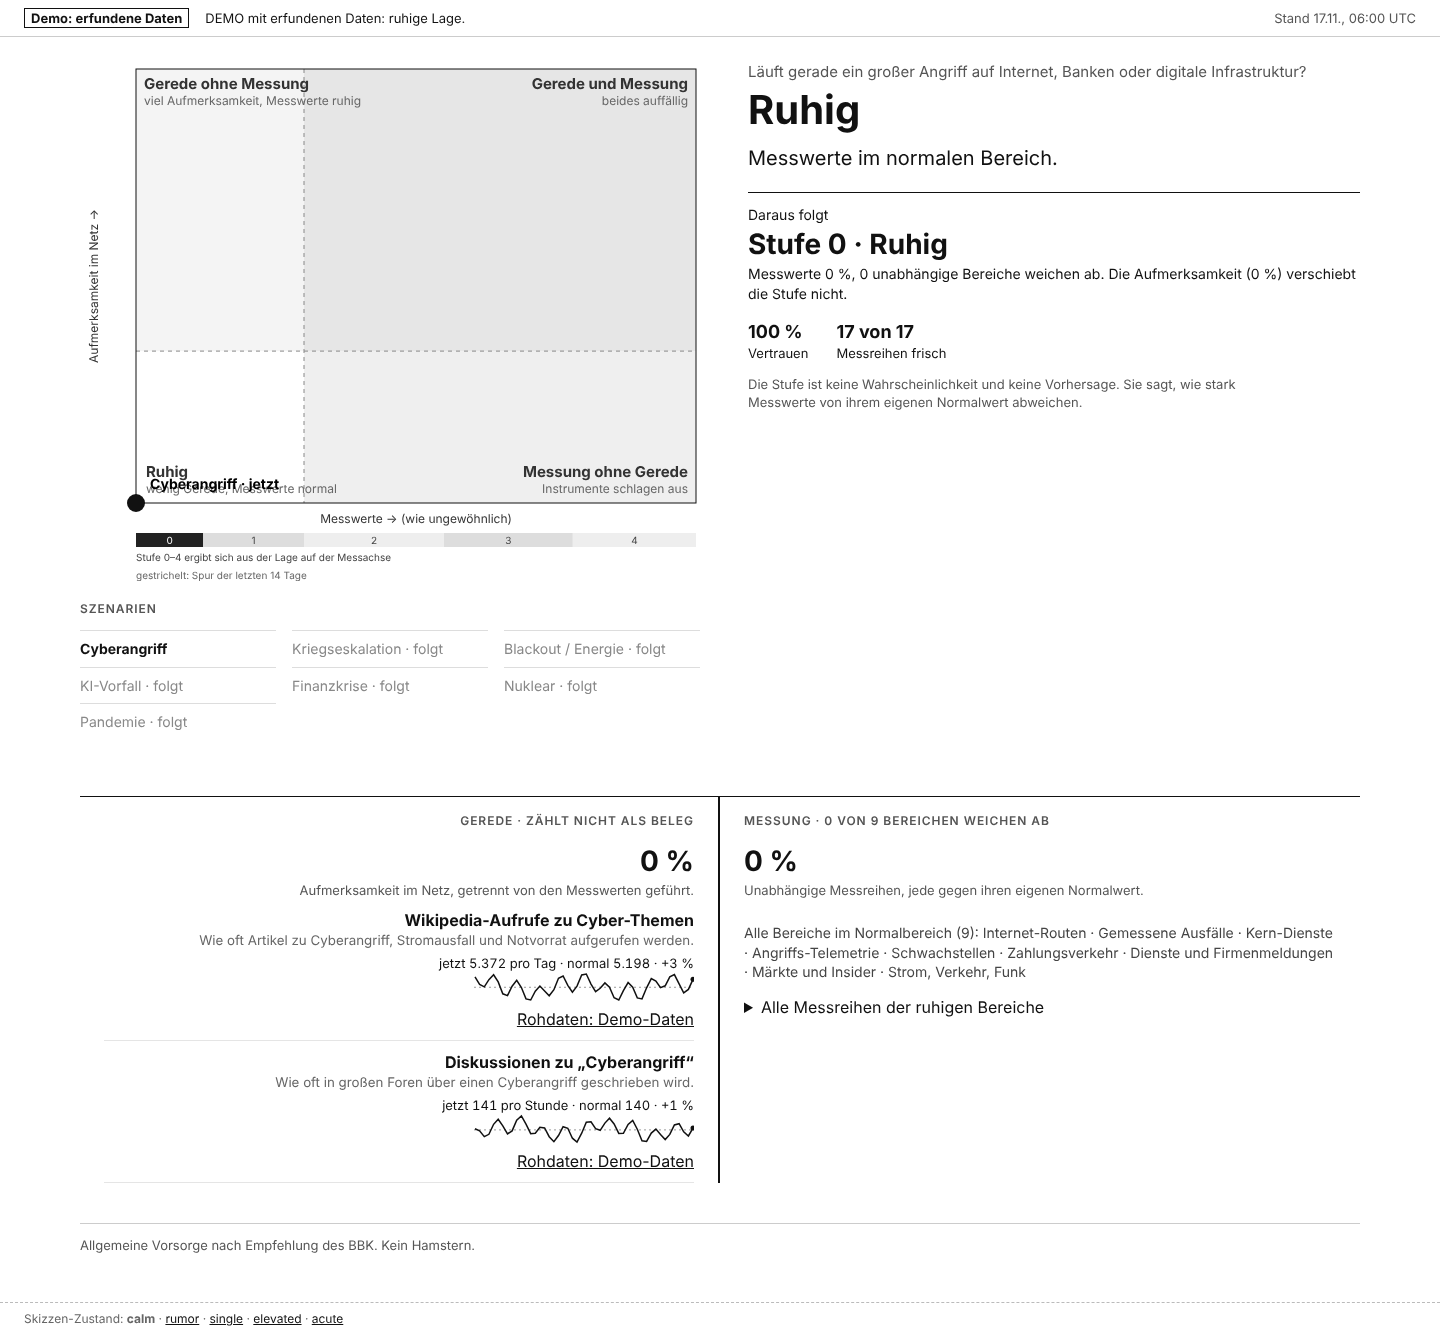 Demo: erfundene Daten
DEMO mit erfundenen Daten: ruhige Lage.
Stand 17.11., 06:00 UTC
Gerede ohne Messung
viel Aufmerksamkeit, Messwerte ruhig
Gerede und Messung
beides auffällig
Aufmerksamkeit im Netz →
Ruhig
Cyberangriff · jetzt
wenig Gerede, Messwerte normal
Messung ohne Gerede
Instrumente schlagen aus
Messwerte → (wie ungewöhnlich)
0 1 2 3 4
Stufe 0–4 ergibt sich aus der Lage auf der Messachse
gestrichelt: Spur der letzten 14 Tage
Läuft gerade ein großer Angriff auf Internet, Banken oder digitale Infrastruktur?
Ruhig
Messwerte im normalen Bereich.
Daraus folgt
Stufe 0 · Ruhig
Messwerte 0 %, 0 unabhängige Bereiche weichen ab. Die Aufmerksamkeit (0 %) verschiebt
die Stufe nicht.
100 %
Vertrauen
17 von 17
Messreihen frisch
Die Stufe ist keine Wahrscheinlichkeit und keine Vorhersage. Sie sagt, wie stark
Messwerte von ihrem eigenen Normalwert abweichen.
SZENARIEN
Cyberangriff
Kriegseskalation · folgt
Blackout / Energie · folgt
KI-Vorfall · folgt
Finanzkrise · folgt
Nuklear · folgt
Pandemie · folgt
GEREDE · ZÄHLT NICHT ALS BELEG
0 %
Aufmerksamkeit im Netz, getrennt von den Messwerten geführt.
Wikipedia-Aufrufe zu Cyber-Themen
Wie oft Artikel zu Cyberangriff, Stromausfall und Notvorrat aufgerufen werden.
jetzt 5.372 pro Tag · normal 5.198 · +3 %
Rohdaten: Demo-Daten
Diskussionen zu „Cyberangriff“
Wie oft in großen Foren über einen Cyberangriff geschrieben wird.
jetzt 141 pro Stunde · normal 140 · +1 %
Rohdaten: Demo-Daten
MESSUNG · 0 VON 9 BEREICHEN WEICHEN AB
0 %
Unabhängige Messreihen, jede gegen ihren eigenen Normalwert.
Alle Bereiche im Normalbereich (9): Internet-Routen · Gemessene Ausfälle · Kern-Dienste
· Angriffs-Telemetrie · Schwachstellen · Zahlungsverkehr · Dienste und Firmenmeldungen
· Märkte und Insider · Strom, Verkehr, Funk
▶ Alle Messreihen der ruhigen Bereiche
Allgemeine Vorsorge nach Empfehlung des BBK. Kein Hamstern.
Skizzen-Zustand: calm · rumor · single · elevated · acute